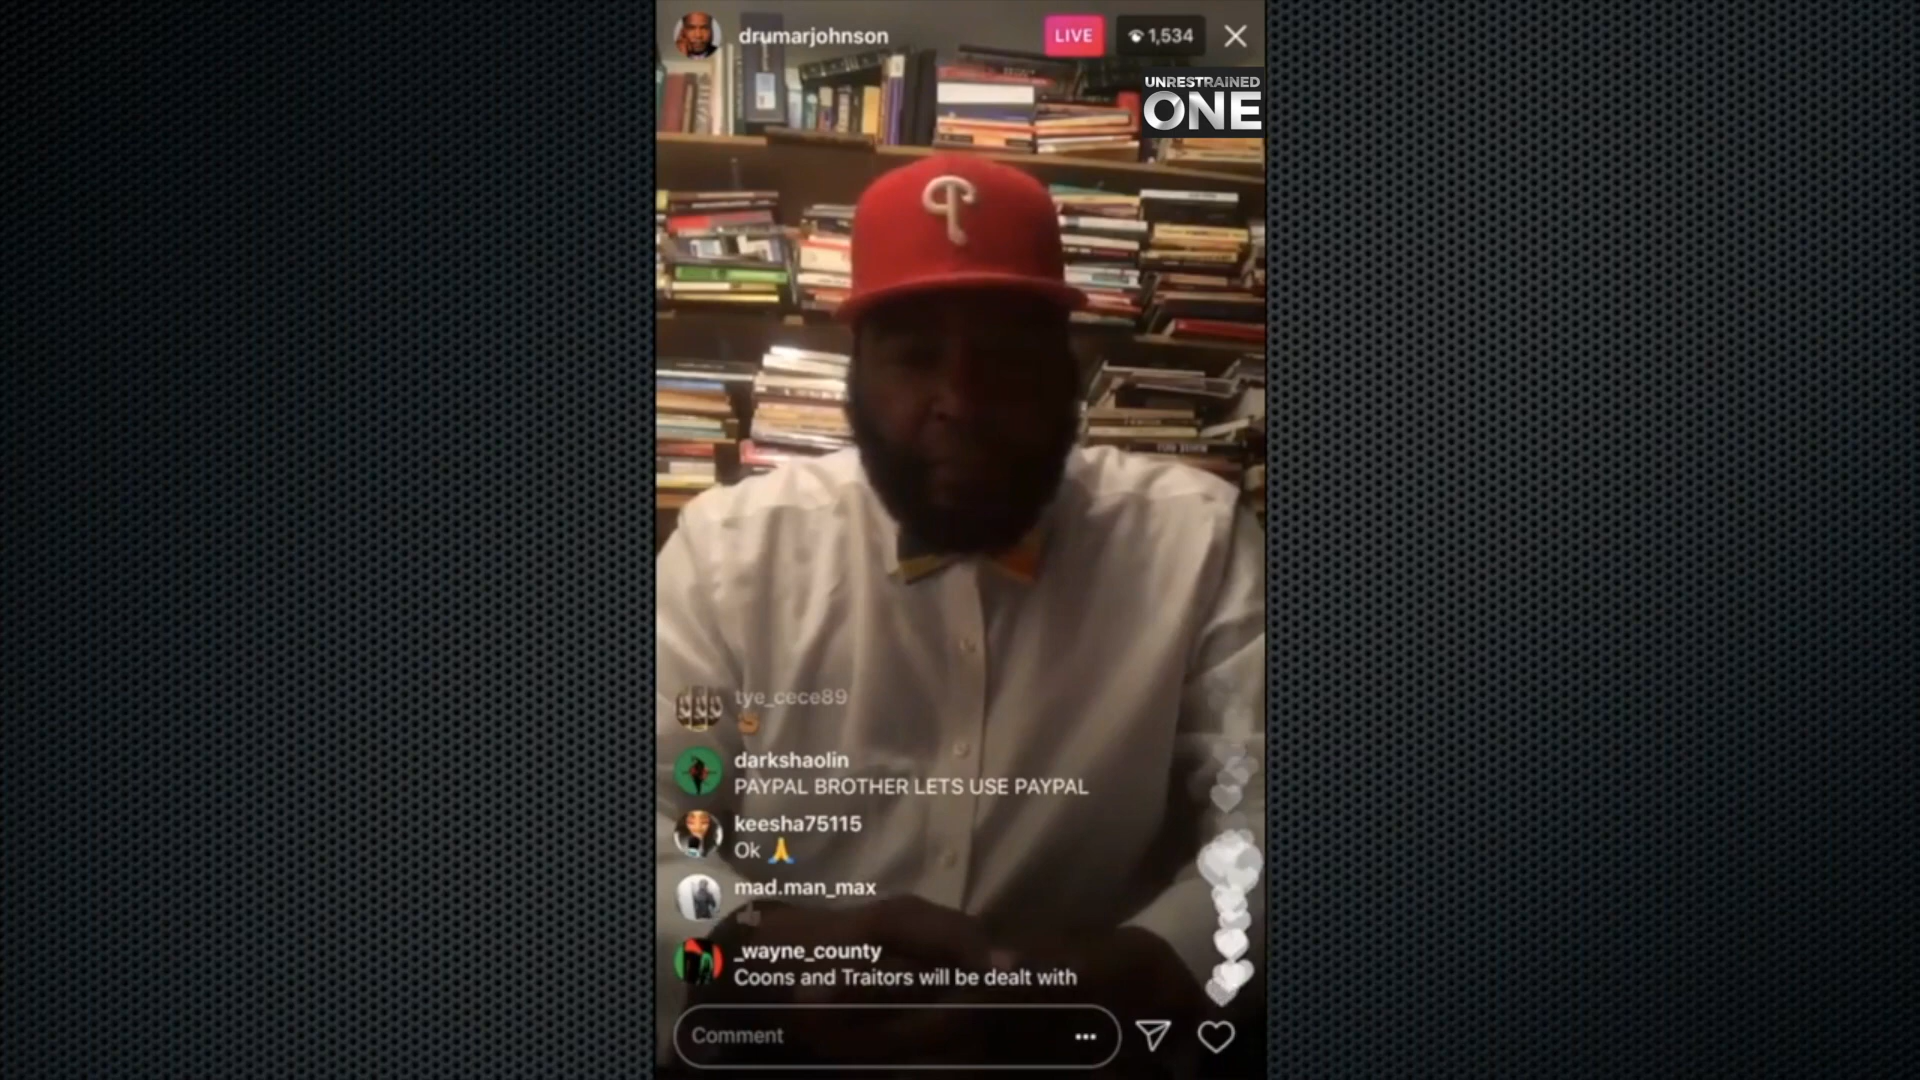 drumarjohnson
LIVE
1,534
UNRESTRAINED
ONE
P
tye_cece89
darkshaolin
PAYPAL BROTHER LETS USE PAYPAL
keesha75115
Ok 🙏
mad.man_max
_wayne_county
Coons and Traitors will be dealt with
Comment